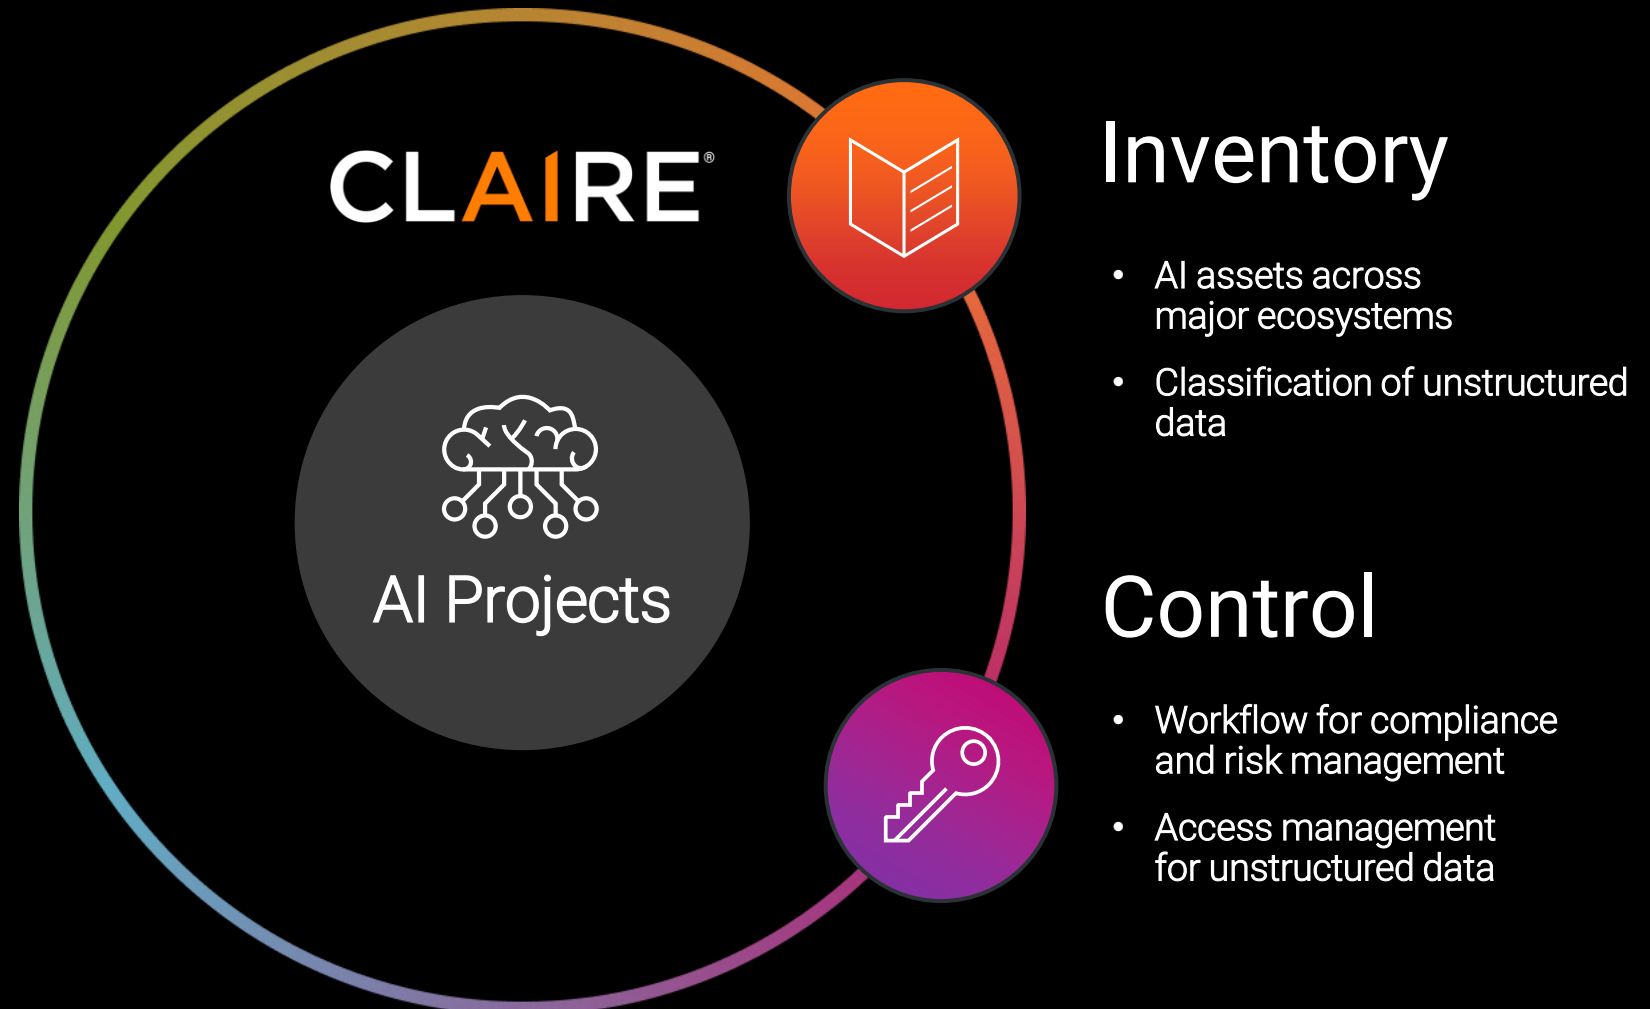 CLAIRE®
AI Projects
Inventory
• AI assets across
major ecosystems
• Classification of unstructured
data
Control
• Workflow for compliance
and risk management
• Access management
for unstructured data